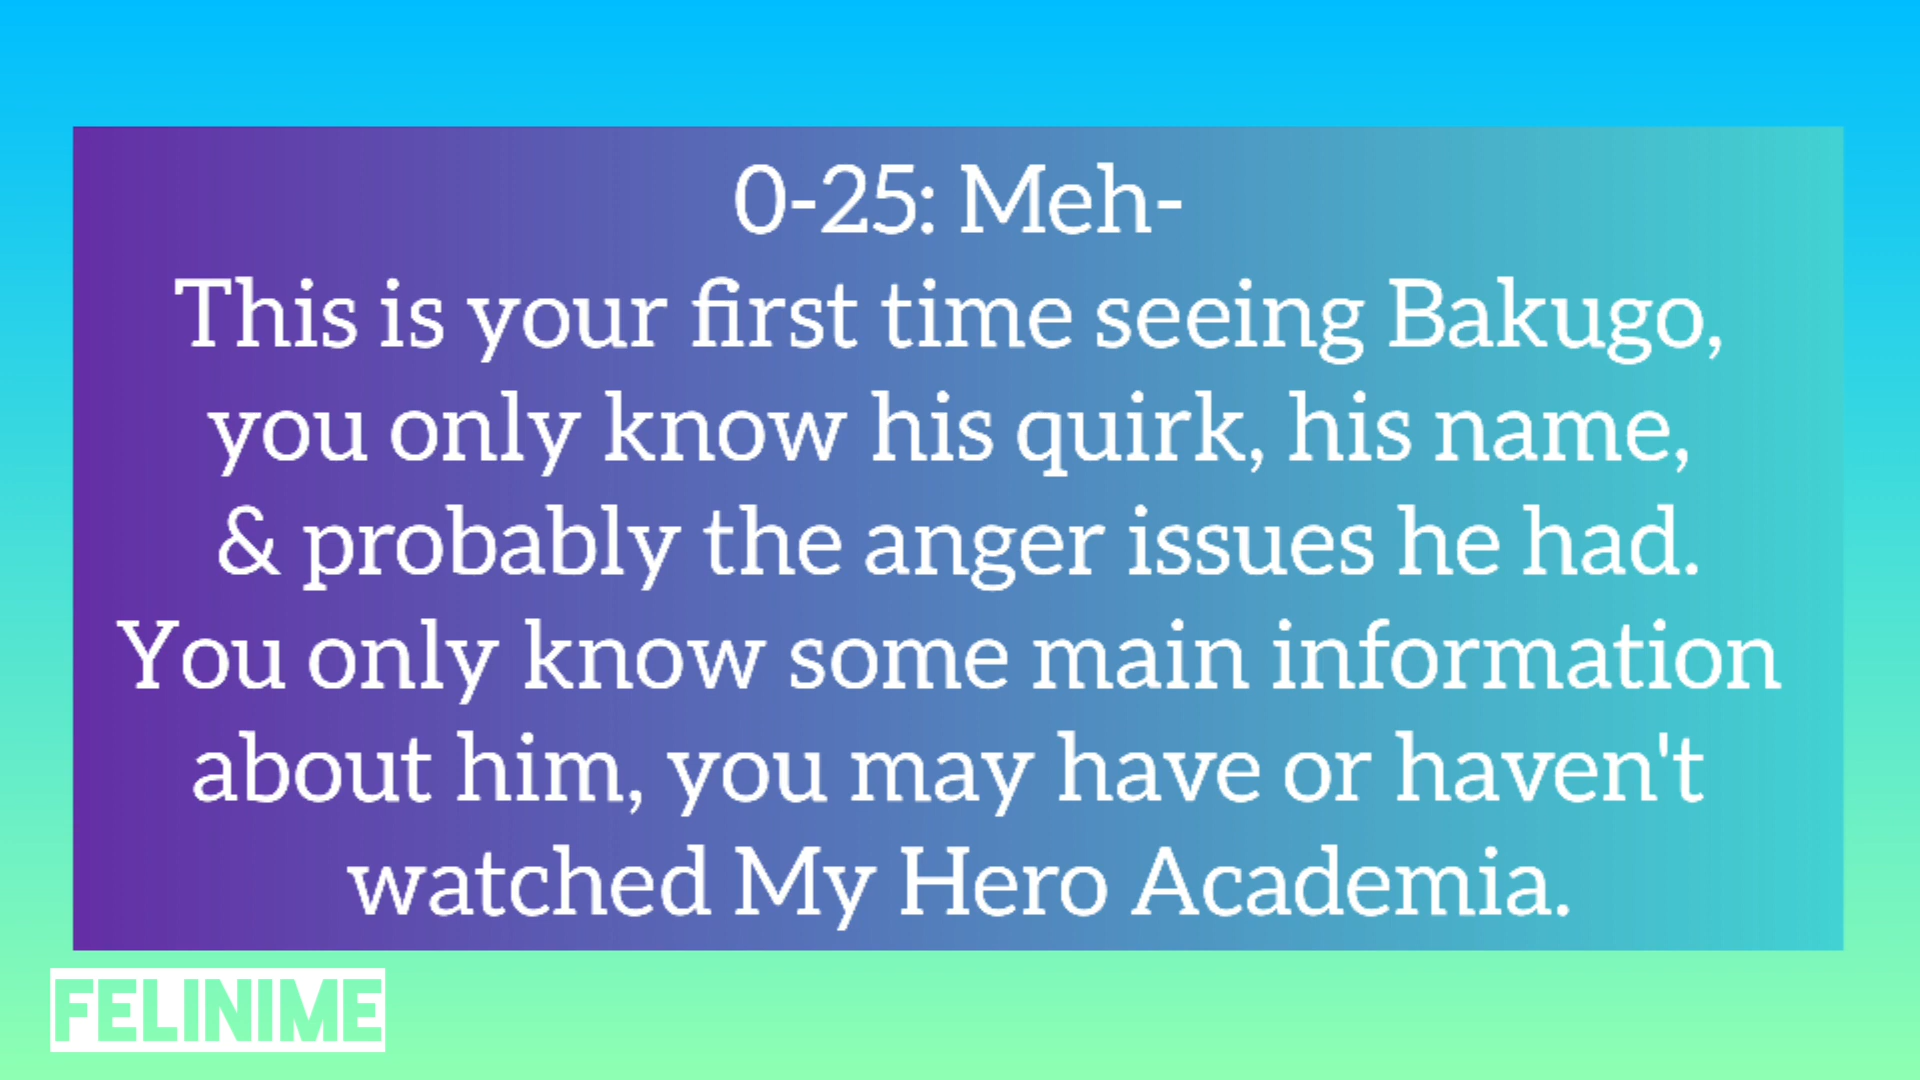 0-25: Meh-
This is your first time seeing Bakugo,
you only know his quirk, his name,
& probably the anger issues he had.
You only know some main information
about him, you may have or haven't
watched My Hero Academia.
FELINIME